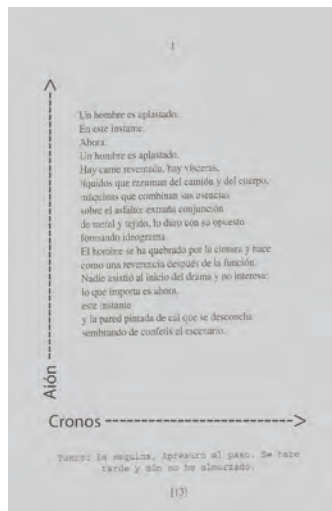 I
Un hombre es aplastado.
En este instante.
Ahora.
Un hombre es aplastado.
Hay carne reventada, hay vísceras,
líquidos que rezuman del camión y del cuerpo,
máquinas que combinan sus esencias
sobre el asfalto: extraña conjunción
de metal y tejido, lo duro con su opuesto
formando ideograma.
El hombre se ha quebrado por la cintura y hace
como una reverencia después de la función.
Nadie asistió al inicio del drama y no interesa:
lo que importa es ahora,
este instante
y la pared pintada de cal que se desconcha
sembrando de confetis el escenario.
Aión
Cronos
Tuerzo la esquina. Apresuro el paso. Se hace
tarde y aún no he almorzado.
[13]